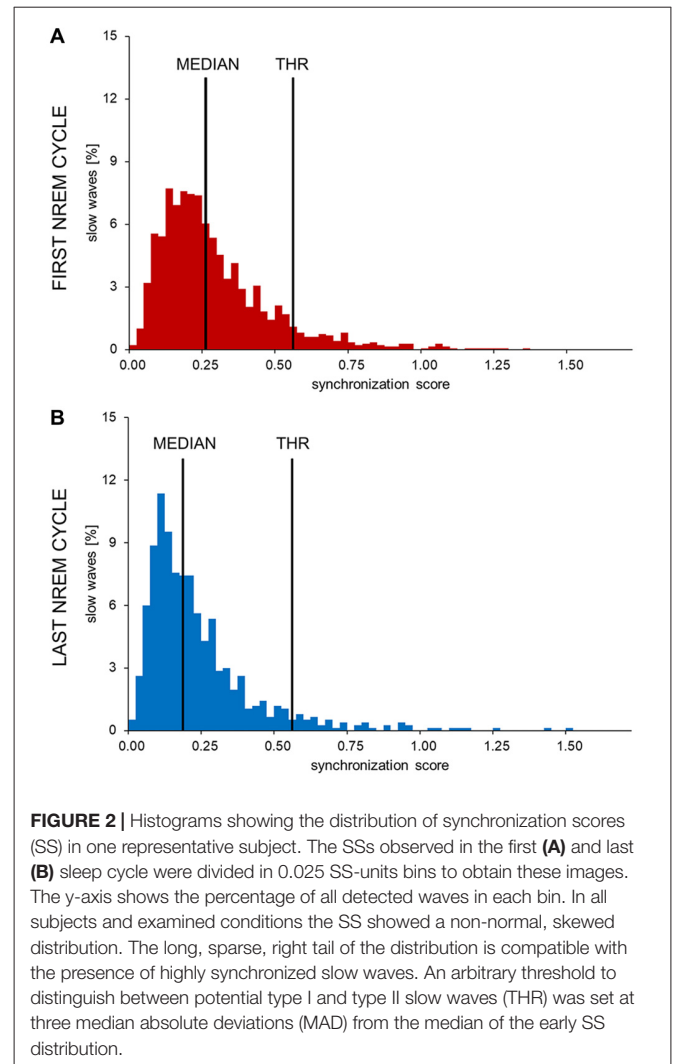 A
FIRST NREM CYCLE
slow waves [%]
15
12
9
6
3
0
MEDIAN THR
0.00 0.25 0.50 0.75 1.00 1.25 1.50
synchronization score
B
LAST NREM CYCLE
slow waves [%]
15
12
9
6
3
0
MEDIAN THR
0.00 0.25 0.50 0.75 1.00 1.25 1.50
synchronization score
FIGURE 2 | Histograms showing the distribution of synchronization scores
(SS) in one representative subject. The SSs observed in the first (A) and last
(B) sleep cycle were divided in 0.025 SS-units bins to obtain these images.
The y-axis shows the percentage of all detected waves in each bin. In all
subjects and examined conditions the SS showed a non-normal, skewed
distribution. The long, sparse, right tail of the distribution is compatible with
the presence of highly synchronized slow waves. An arbitrary threshold to
distinguish between potential type I and type II slow waves (THR) was set at
three median absolute deviations (MAD) from the median of the early SS
distribution.